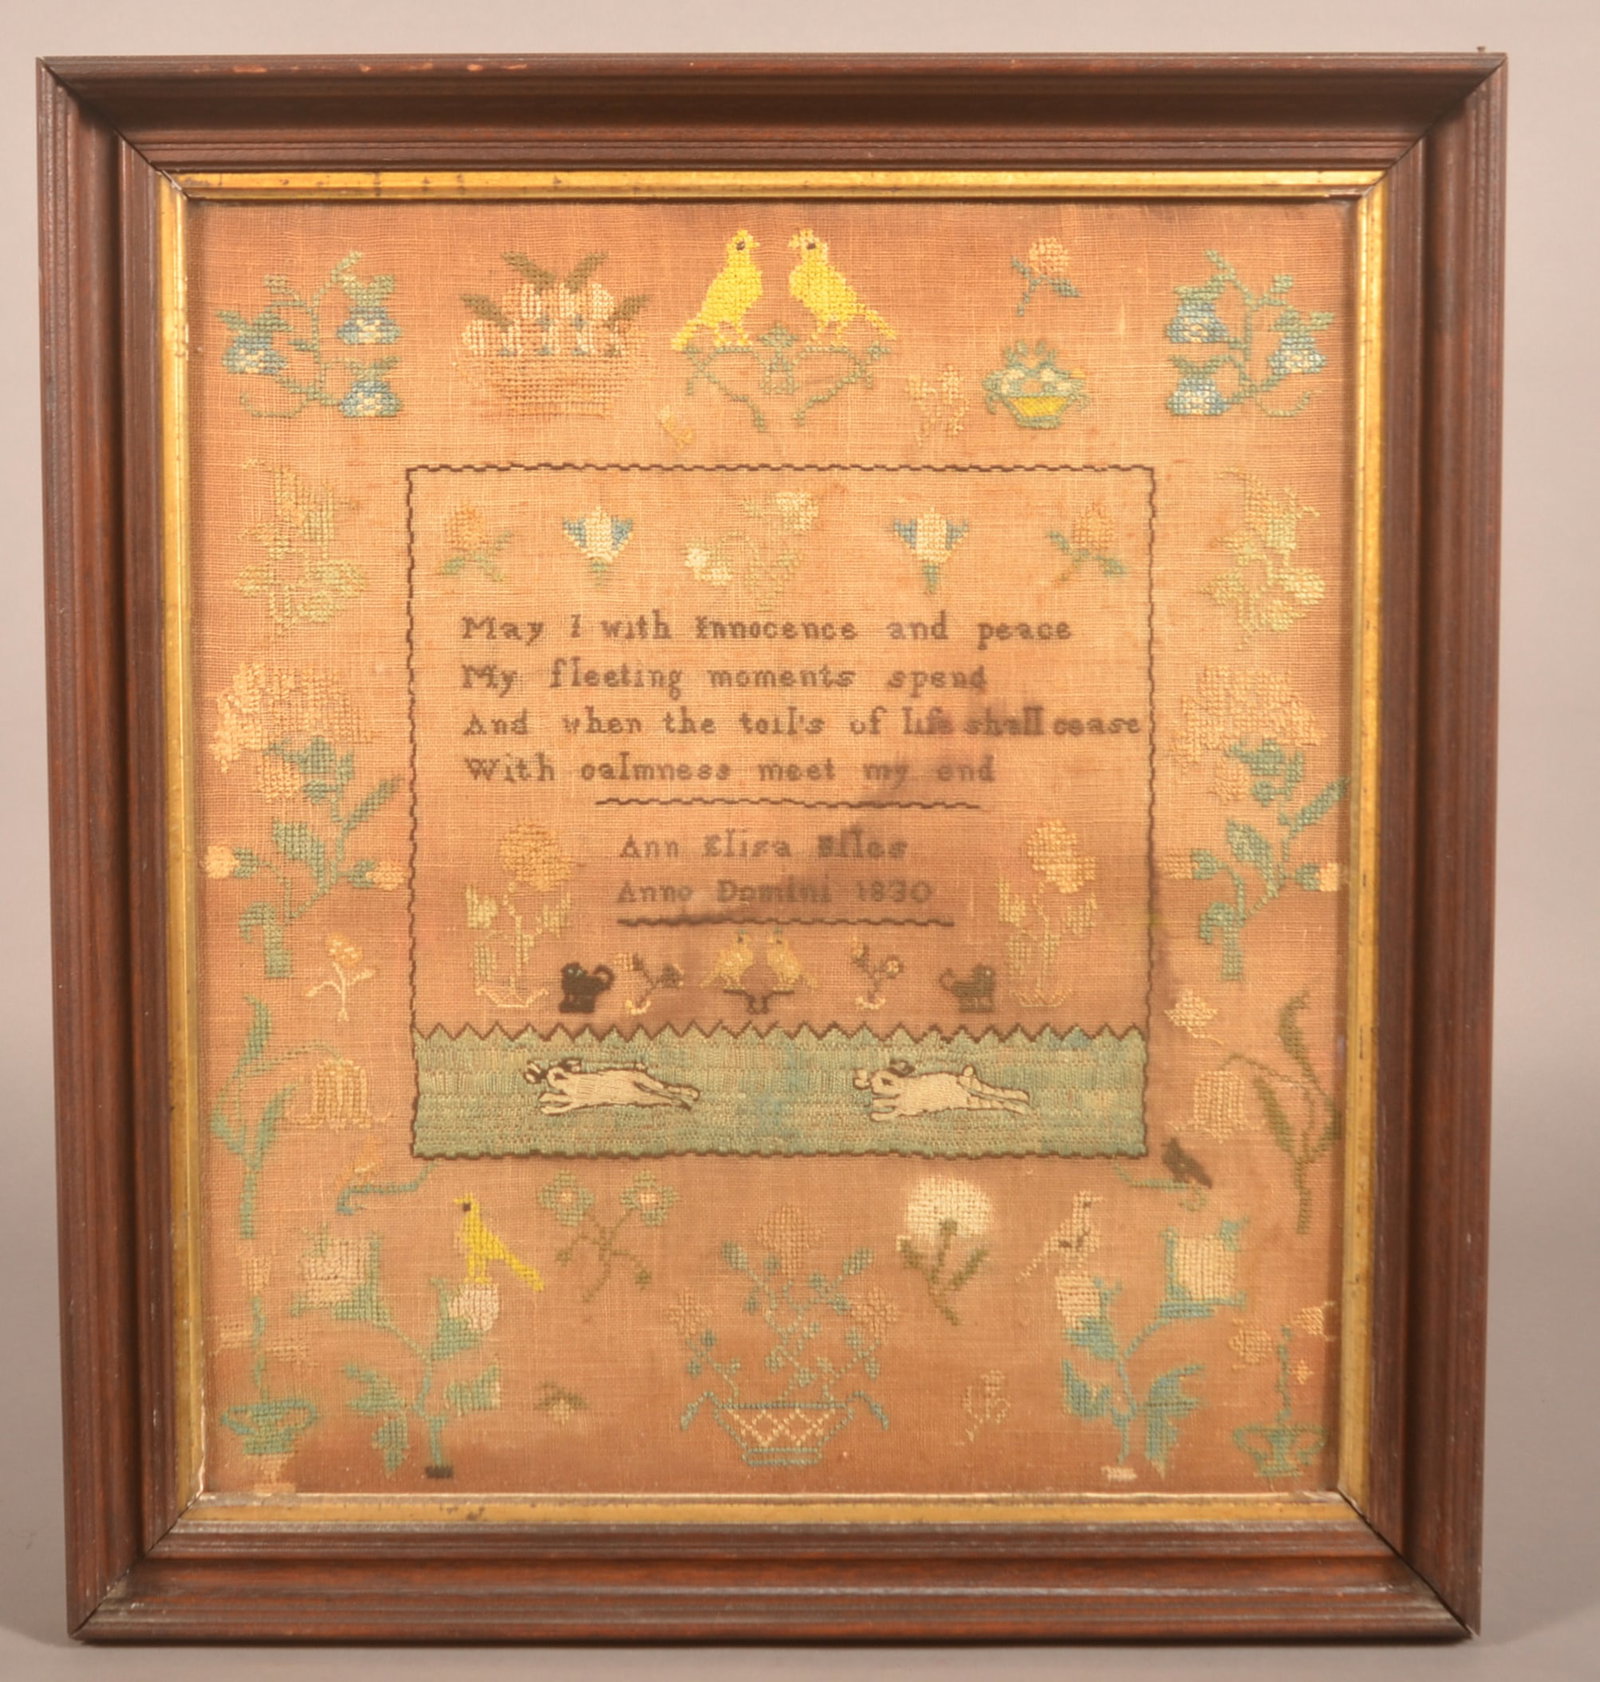 May I with Innocence and peace
My fleeting moments spend
And when the toil's of life shall cease
With calmness meet my end
Ann Eliza
Anno Domini 1830